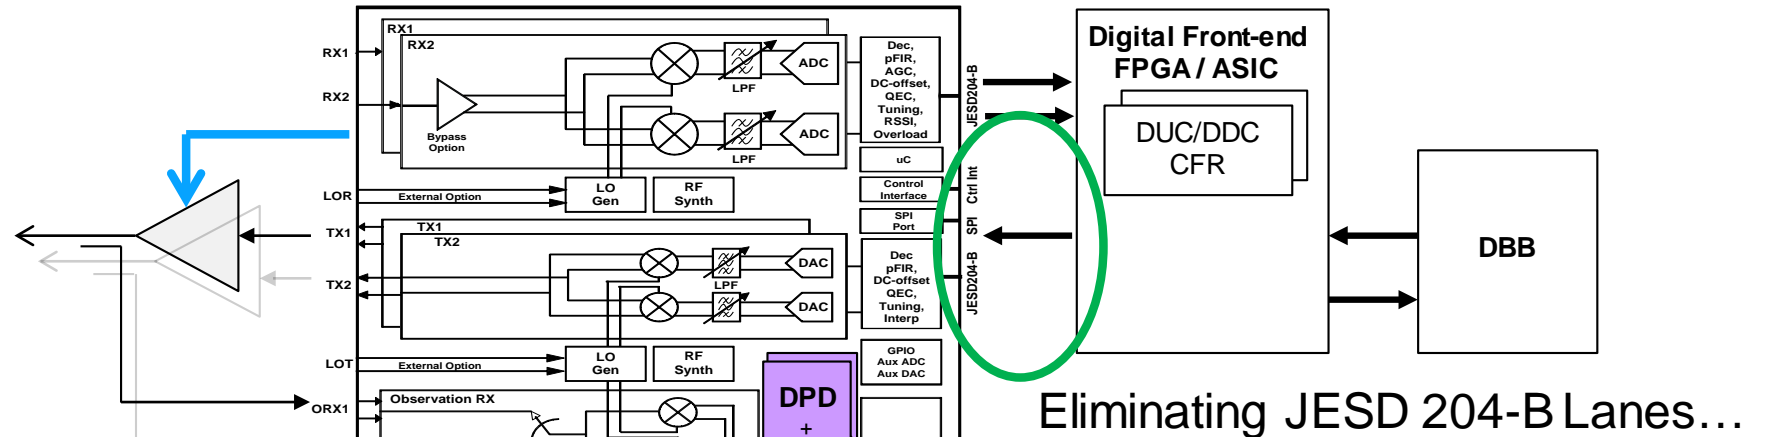 RX1
RX2
RX1
RX2
Bypass
Option
LPF
ADC
LPF
ADC
Dec,
pFIR,
AGC,
DC-offset,
QEC,
Tuning,
RSSI,
Overload
JESD204-B
uC
Control
Interface
Ctrl Int
SPI
Port
SPI
LOR
External Option
LO
Gen
RF
Synth
TX1
TX2
TX1
TX2
LPF
DAC
DAC
Dec
pFIR,
DC-offset
QEC,
Tuning,
Interp
JESD204-B
LOT
External Option
LO
Gen
RF
Synth
GPIO
Aux ADC
Aux DAC
ORX1
Observation RX
DPD
+
Digital Front-end
FPGA / ASIC
DUC/DDC
CFR
DBB
Eliminating JESD 204-B Lanes…